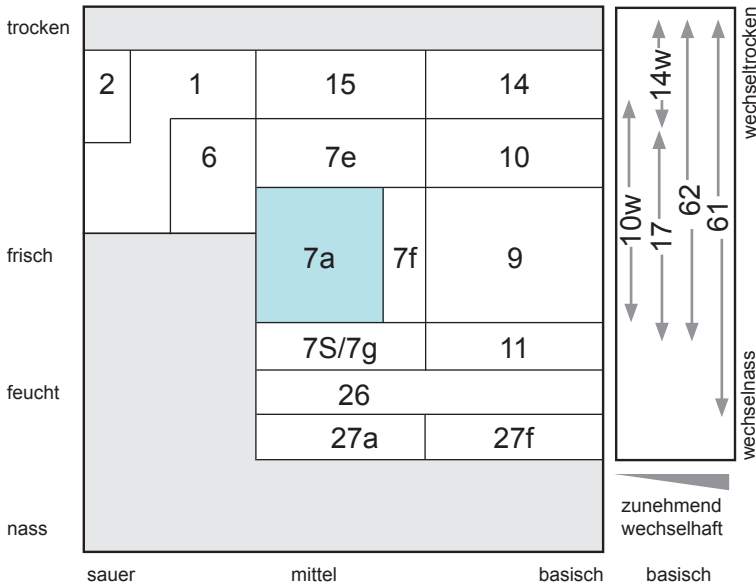 trocken
2 1 15 14
6 7e 10
frisch
7a 7f 9
7S/7g 11
feucht
26
27a 27f
nass
sauer mittel basisch
14w
10w 17 62 61
wechseltrocken
wechselnass
zunehmend
wechselhaft
basisch